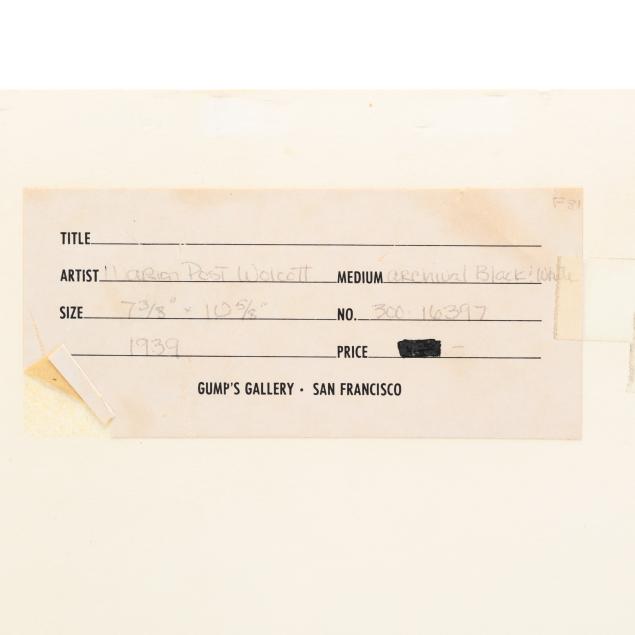 F81
TITLE
ARTIST Marion Post Wolcott MEDIUM archival Black & White
SIZE 7 3/8" x 10 5/8" NO. 300-16397
1939 PRICE –
GUMP'S GALLERY · SAN FRANCISCO